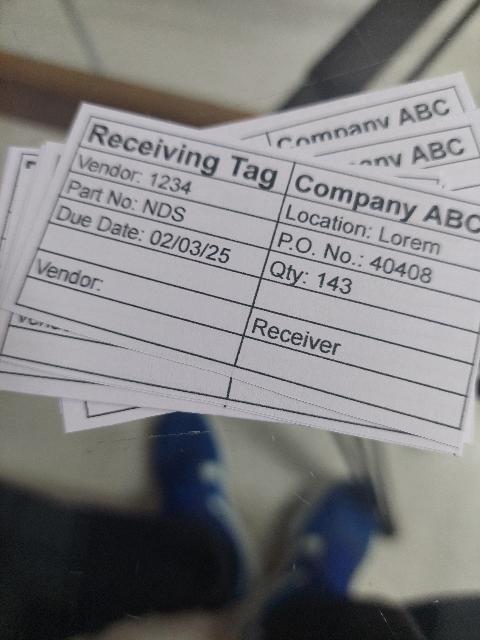 Company ABC
Company ABC
Receiving Tag Company ABC
Vendor: 1234 Location: Lorem
Part No: NDS P.O. No.: 40408
Due Date: 02/03/25 Qty: 143
Vendor: Receiver